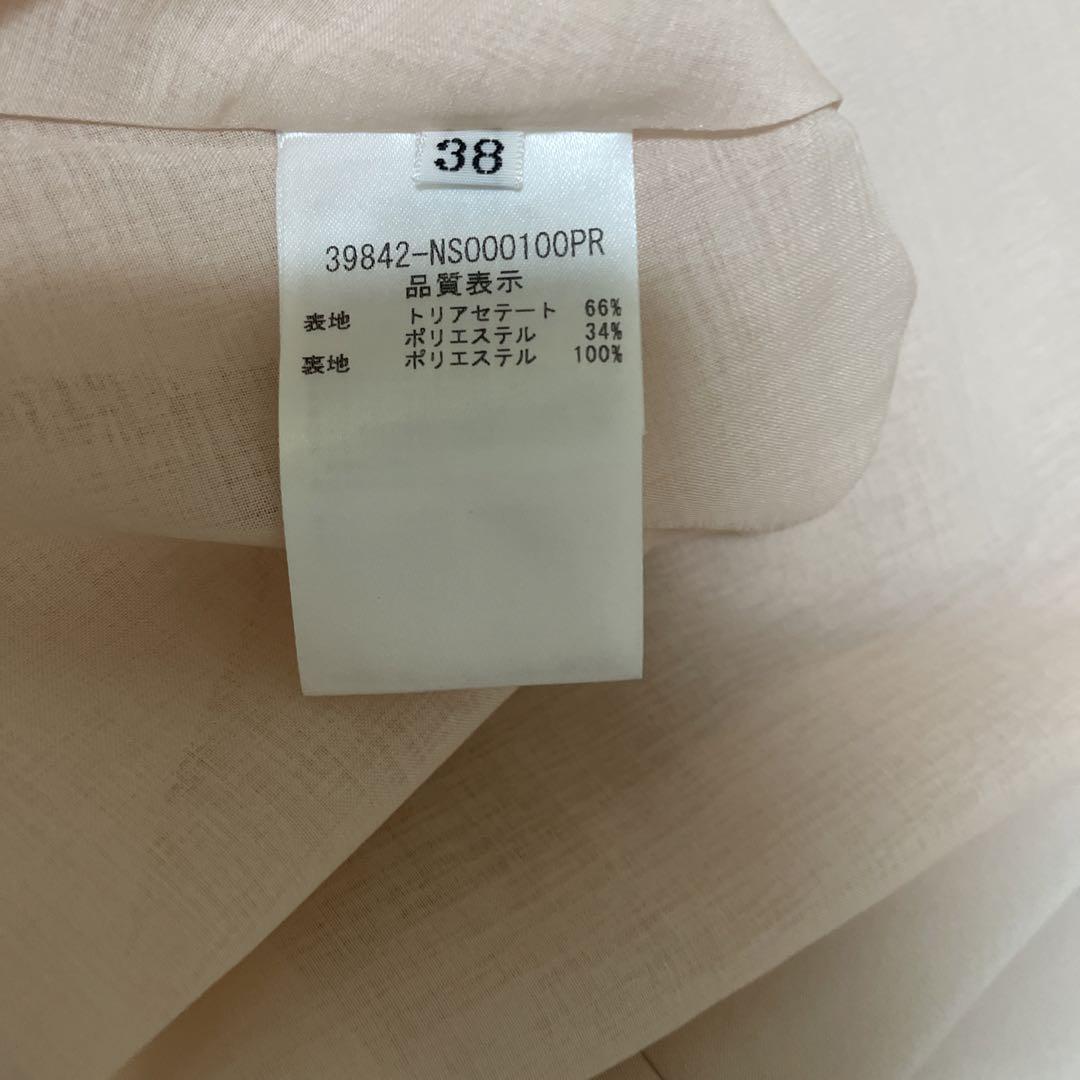 38
39842-NS000100PR
品質表示
表地 トリアセテート 66%
ポリエステル 34%
裏地 ポリエステル 100%